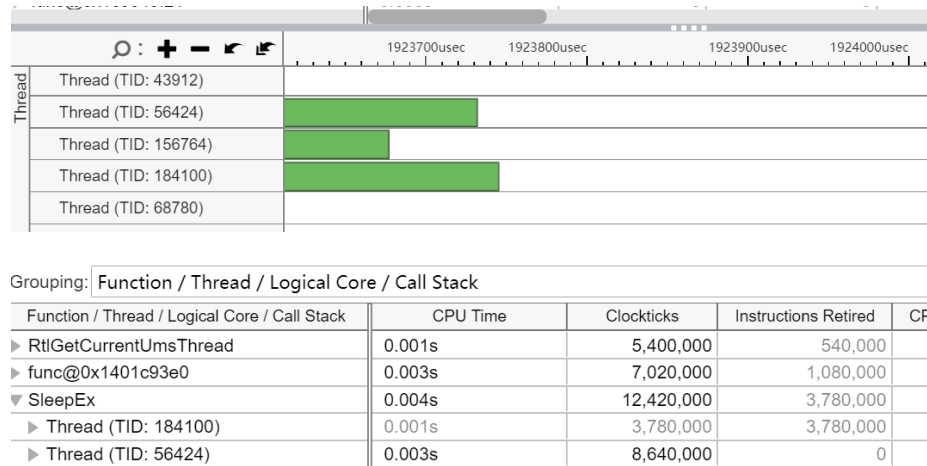 1923700usec 1923800usec 1923900usec 1924000usec
Thread
Thread (TID: 43912)
Thread (TID: 56424)
Thread (TID: 156764)
Thread (TID: 184100)
Thread (TID: 68780)
Grouping: Function / Thread / Logical Core / Call Stack
Function / Thread / Logical Core / Call Stack CPU Time Clockticks Instructions Retired
RtlGetCurrentUmsThread 0.001s 5,400,000 540,000
func@0x1401c93e0 0.003s 7,020,000 1,080,000
SleepEx 0.004s 12,420,000 3,780,000
Thread (TID: 184100) 0.001s 3,780,000 3,780,000
Thread (TID: 56424) 0.003s 8,640,000 0